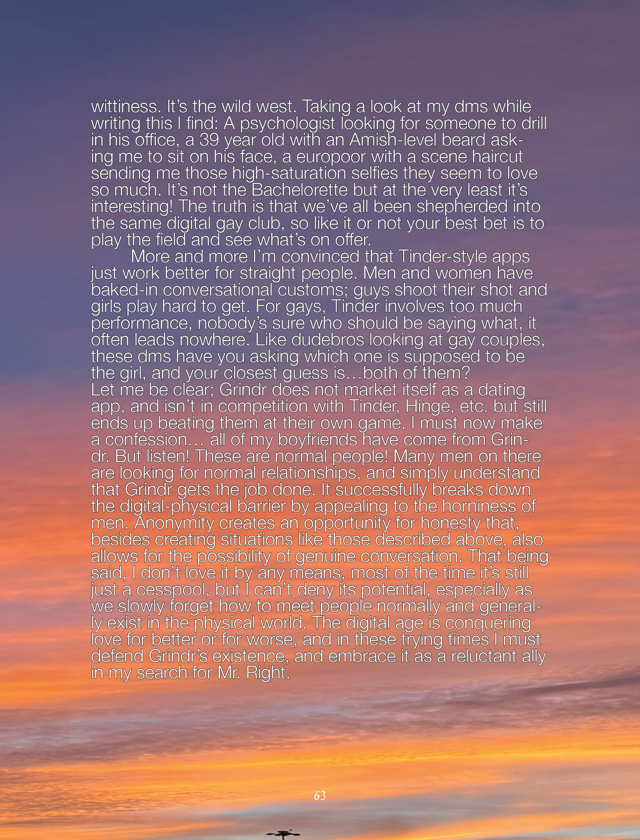 wittiness. It's the wild west. Taking a look at my dms while
writing this I find: A psychologist looking for someone to drill
in his office, a 39 year old with an Amish-level beard ask-
ing me to sit on his face, a europoor with a scene haircut
sending me those high-saturation selfies they seem to love
so much. It's not the Bachelorette but at the very least it's
interesting! The truth is that we've all been shepherded into
the same digital gay club, so like it or not your best bet is to
play the field and see what's on offer.
More and more I'm convinced that Tinder-style apps
just work better for straight people. Men and women have
baked-in conversational customs; guys shoot their shot and
girls play hard to get. For gays, Tinder involves too much
performance, nobody's sure who should be saying what, it
often leads nowhere. Like dudebros looking at gay couples,
these dms have you asking which one is supposed to be
the girl, and your closest guess is…both of them?
Let me be clear; Grindr does not market itself as a dating
app, and isn't in competition with Tinder, Hinge, etc. but still
ends up beating them at their own game. I must now make
a confession… all of my boyfriends have come from Grin-
dr. But listen! These are normal people! Many men on there
are looking for normal relationships, and simply understand
that Grindr gets the job done. It successfully breaks down
the digital-physical barrier by appealing to the horniness of
men. Anonymity creates an opportunity for honesty that,
besides creating situations like those described above, also
allows for the possibility of genuine conversation. That being
said, I don't love it by any means, most of the time it's still
just a cesspool, but I can't deny its potential, especially as
we slowly forget how to meet people normally and general-
ly exist in the physical world. The digital age is conquering
love for better or for worse, and in these trying times I must
defend Grindr's existence, and embrace it as a reluctant ally
in my search for Mr. Right.
63